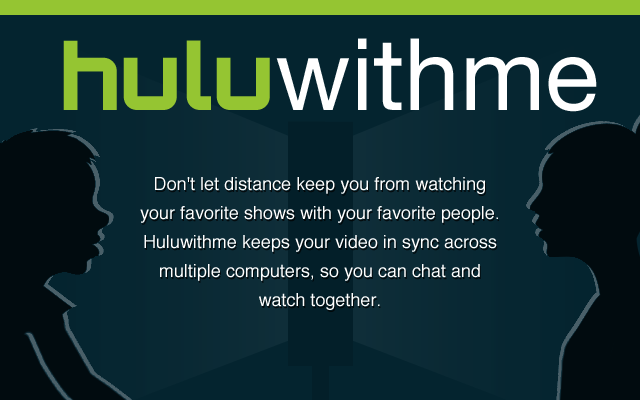 huluwithme
Don't let distance keep you from watching
your favorite shows with your favorite people.
Huluwithme keeps your video in sync across
multiple computers, so you can chat and
watch together.